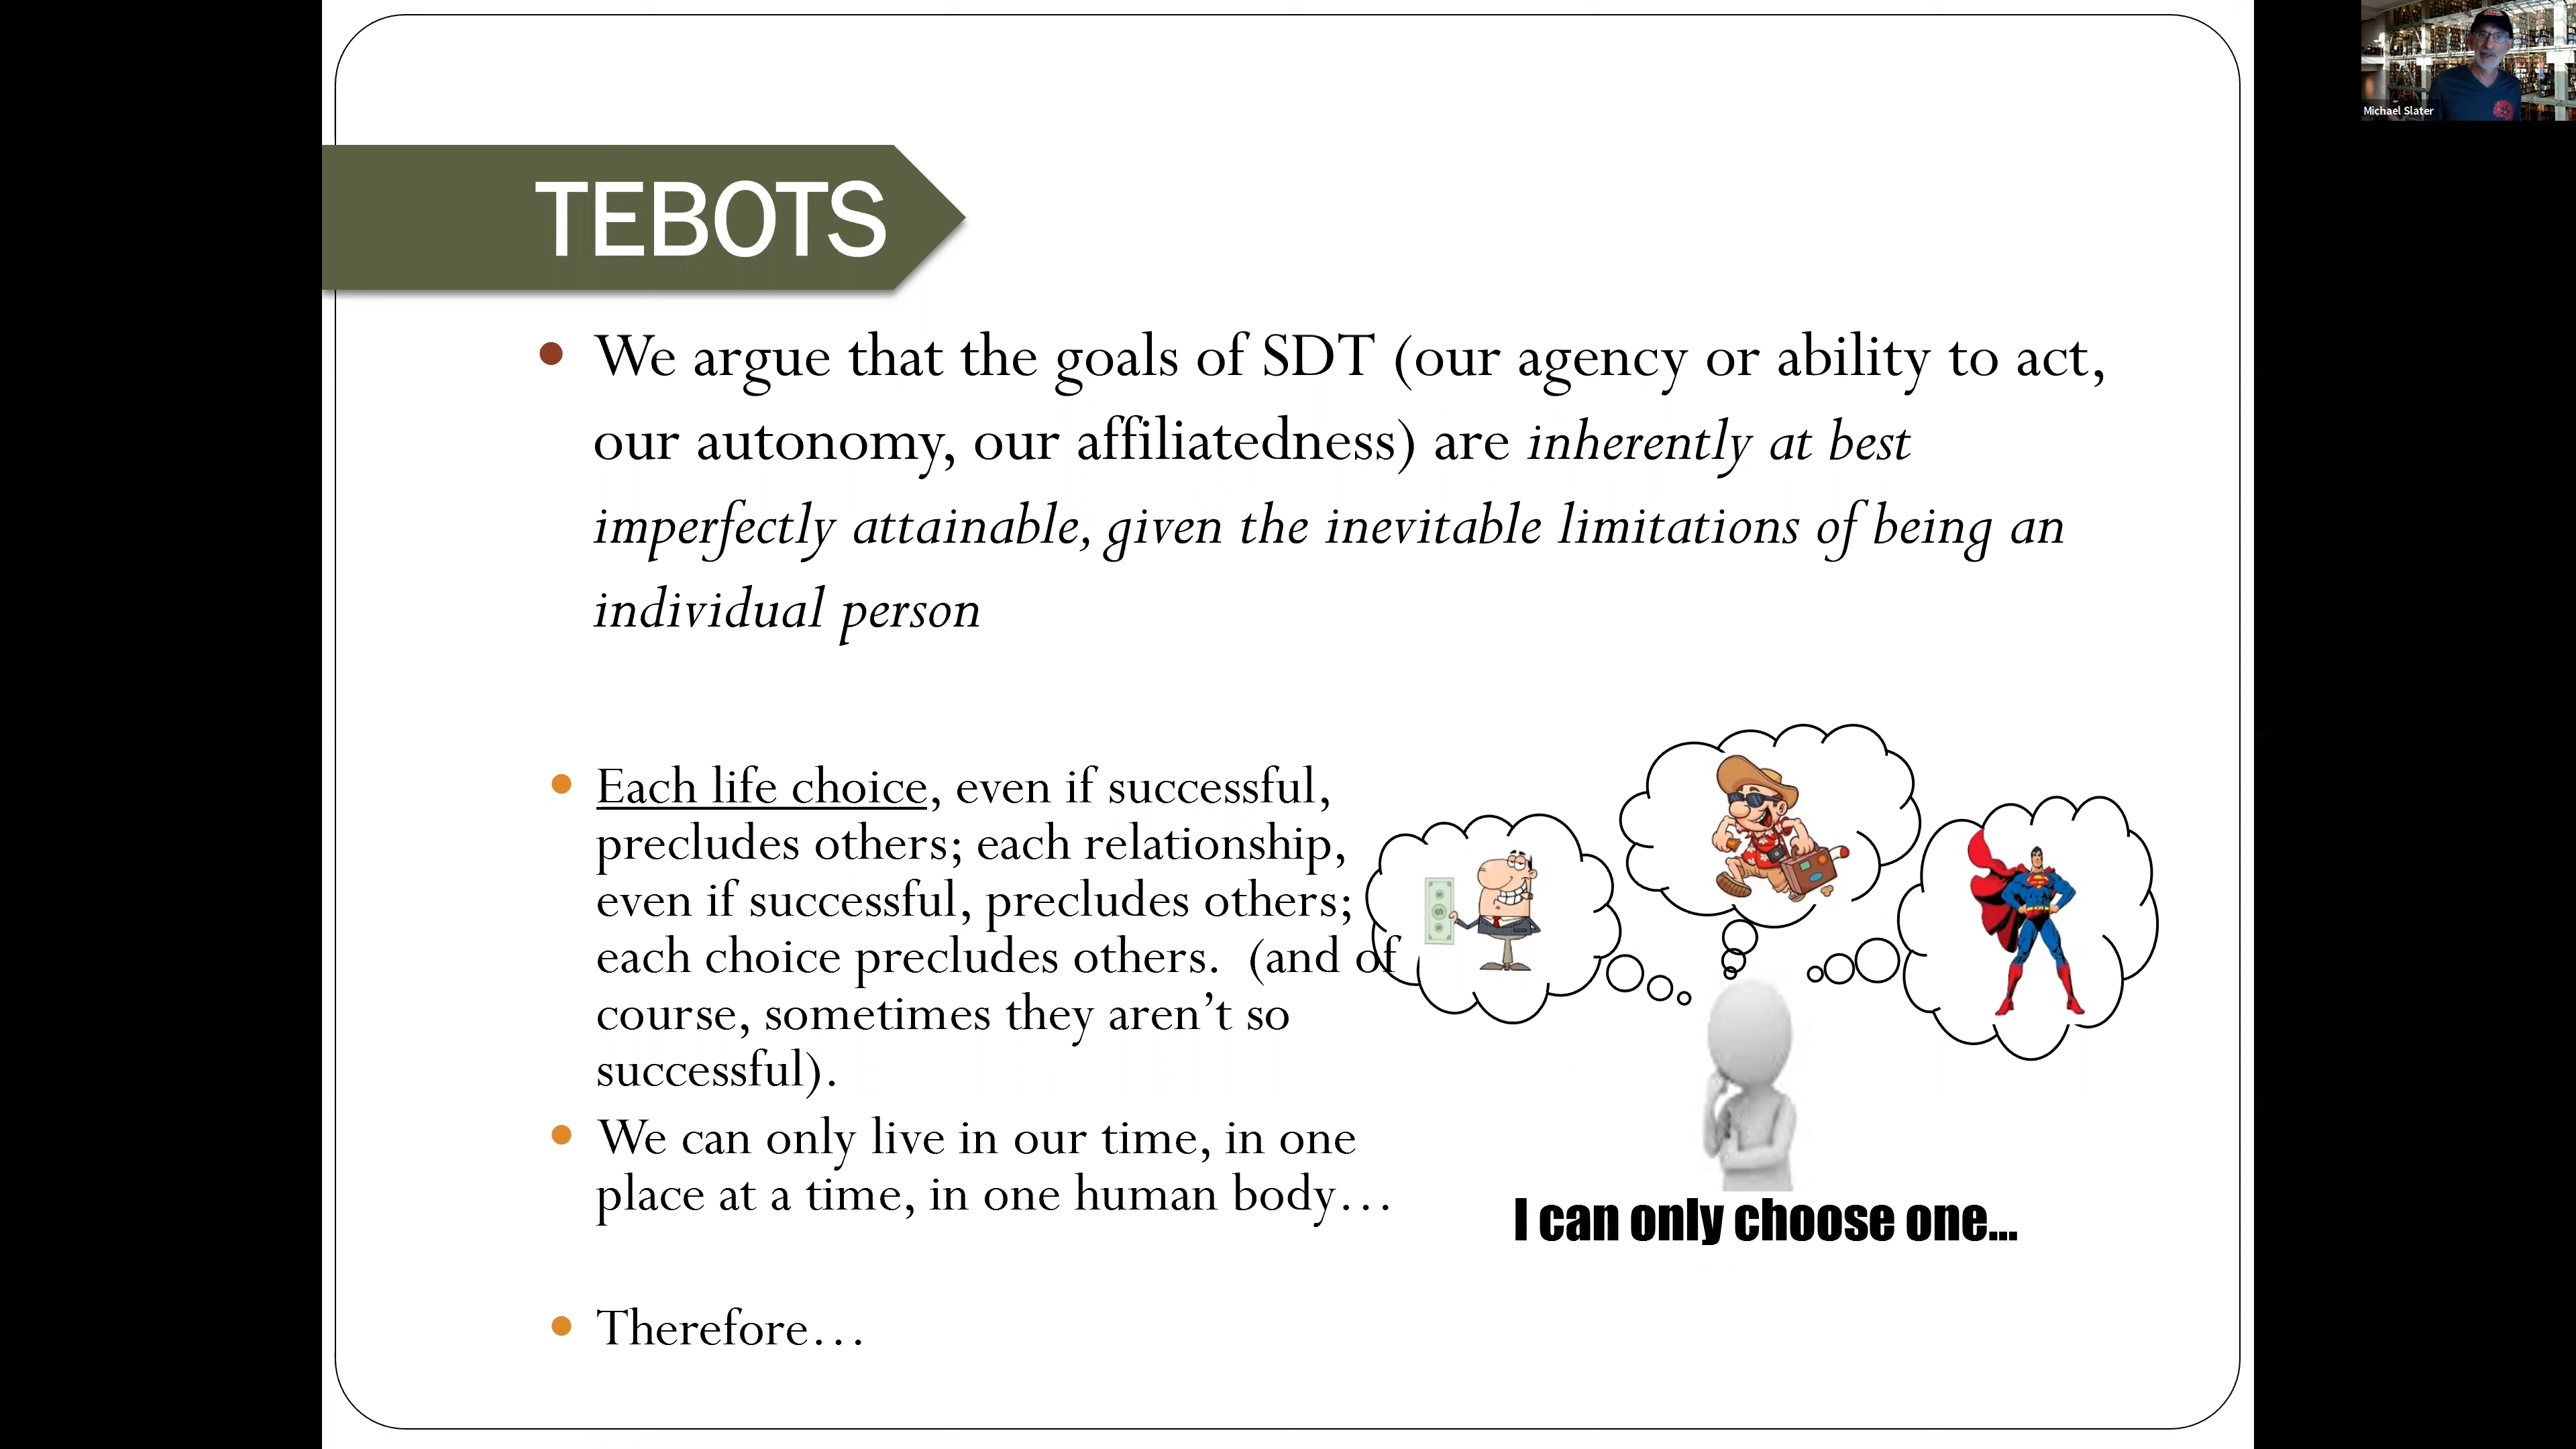 Michael Slater
TEBOTS
We argue that the goals of SDT (our agency or ability to act,
our autonomy, our affiliatedness) are inherently at best
imperfectly attainable, given the inevitable limitations of being an
individual person
Each life choice, even if successful,
precludes others; each relationship,
even if successful, precludes others;
each choice precludes others.  (and of
course, sometimes they aren’t so
successful).
We can only live in our time, in one
place at a time, in one human body…
I can only choose one...
Therefore…